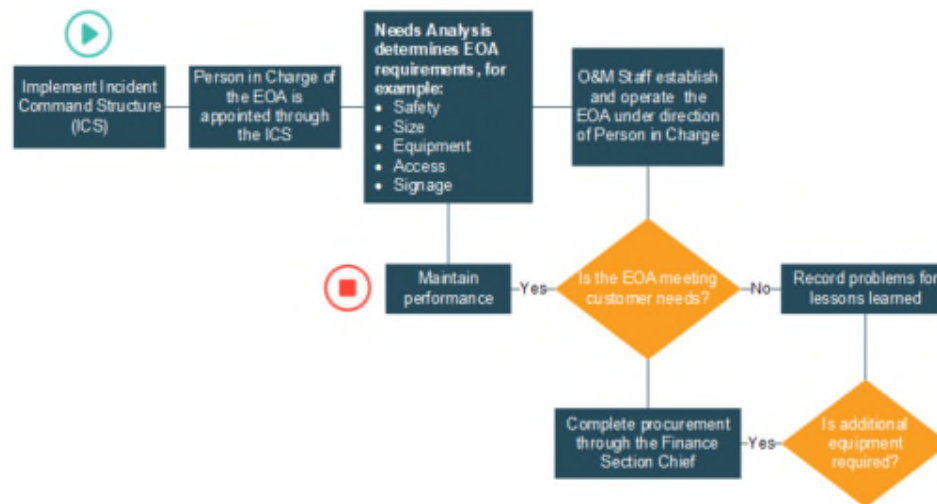 Implement Incident
Command Structure
(ICS)
Person in Charge of
the EOA is
appointed through
the ICS
Needs Analysis
determines EOA
requirements, for
example:
• Safety
• Size
• Equipment
• Access
• Signage
O&M Staff establish
and operate the
EOA under direction
of Person in Charge
Maintain
performance
Yes
Is the EOA meeting
customer needs?
No
Record problems for
lessons learned
Complete procurement
through the Finance
Section Chief
Yes
Is additional
equipment
required?